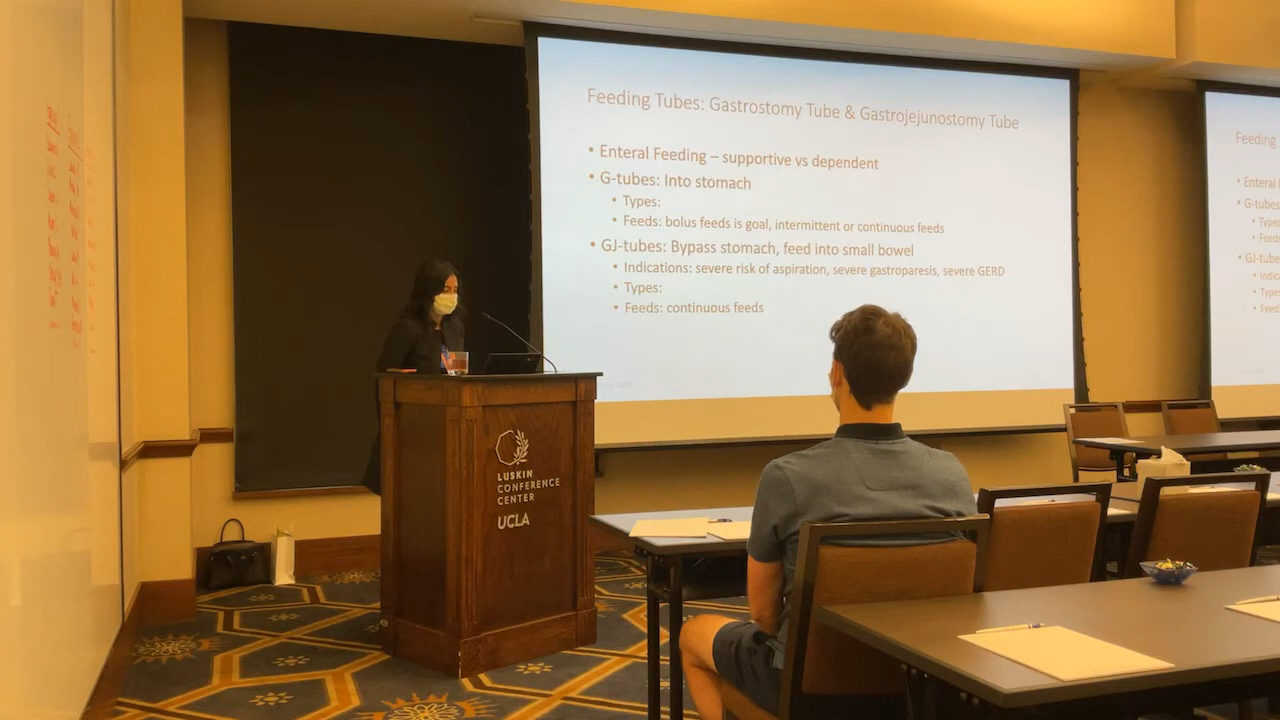 Feeding Tubes: Gastrostomy Tube & Gastrojejunostomy Tube
• Enteral Feeding – supportive vs dependent
• G-tubes: Into stomach
• Types:
• Feeds: bolus feeds is goal, intermittent or continuous feeds
• GJ-tubes: Bypass stomach, feed into small bowel
• Indications: severe risk of aspiration, severe gastroparesis, severe GERD
• Types:
• Feeds: continuous feeds
Feeding
• Enteral
• G-tubes
• Types
• Feeds
• GJ-tube
• Indica
• Types
• Feed
LUSKIN
CONFERENCE
CENTER
UCLA